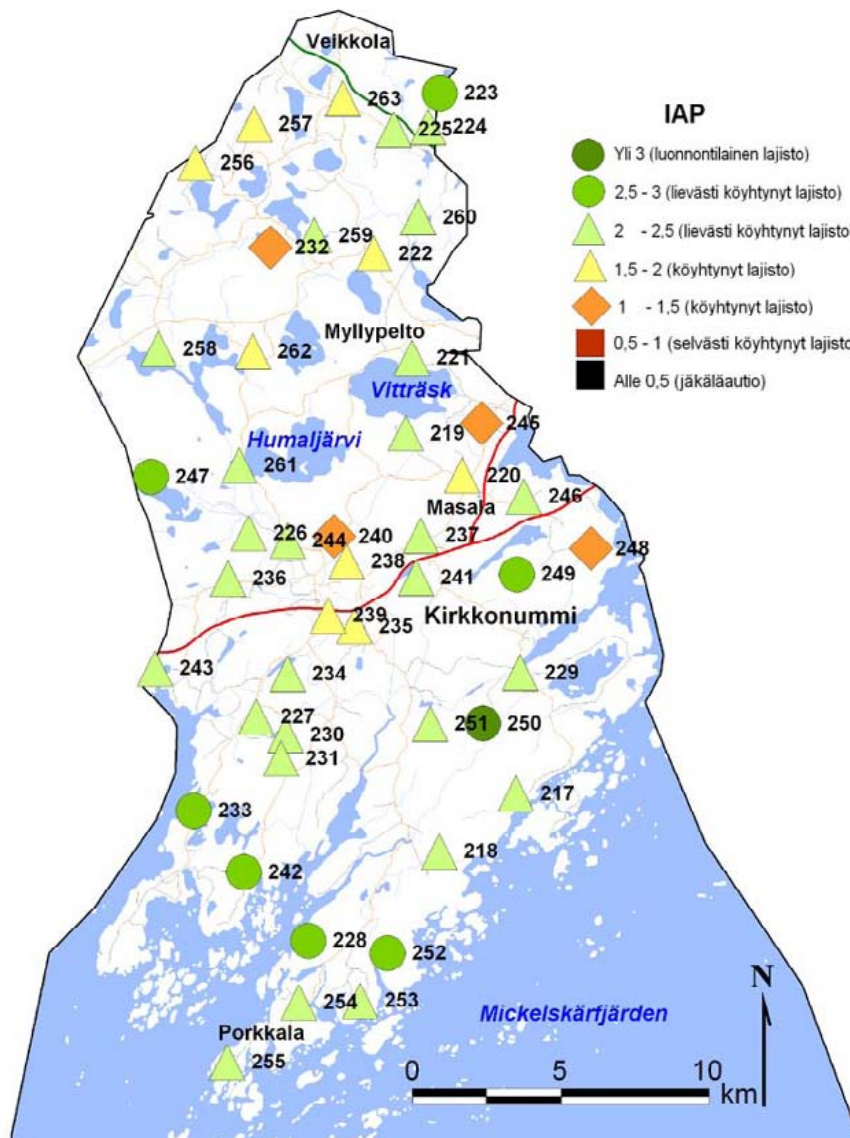 Veikkola
263
223
257
225
224
256
260
259
232
222
Myllypelto
258
262
221
Vitträsk
219
245
Humaljärvi
247
261
220
246
Masala
226
244
240
237
248
238
236
241
249
Kirkkonummi
239
235
243
234
229
227
251
250
230
231
217
233
218
242
228
252
254
253
Mickelskärfjärden
Porkkala
255
IAP
Yli 3 (luonnontilainen lajisto)
2,5 - 3 (lievästi köyhtynyt lajisto)
2 - 2,5 (lievästi köyhtynyt lajisto
1,5 - 2 (köyhtynyt lajisto)
1 - 1,5 (köyhtynyt lajisto)
0,5 - 1 (selvästi köyhtynyt lajisto
Alle 0,5 (jäkäläautio)
N
0 5 10
km